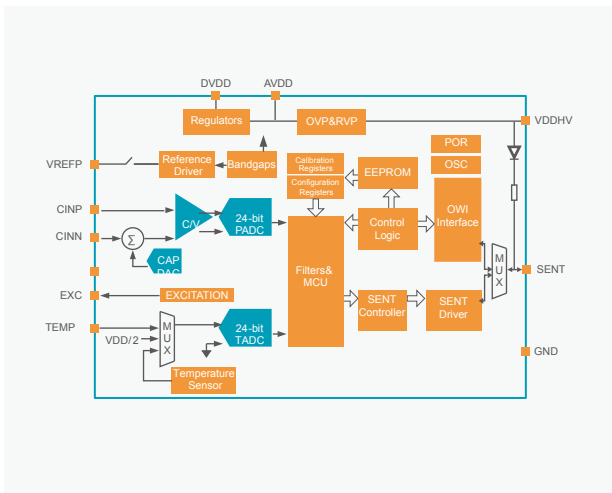 DVDD
AVDD
Regulators
OVP&RVP
VDDHV
POR
OSC
VREFP
Reference
Driver
Bandgaps
Calibration
Registers
Configuration
Registers
EEPROM
CINP
CINN
C/V
24-bit
PADC
Σ
CAP
DAC
Control
Logic
OWI
Interface
Filters&
MCU
MUX
SENT
EXC
EXCITATION
SENT
Controller
SENT
Driver
TEMP
VDD/2
MUX
24-bit
TADC
GND
Temperature
Sensor